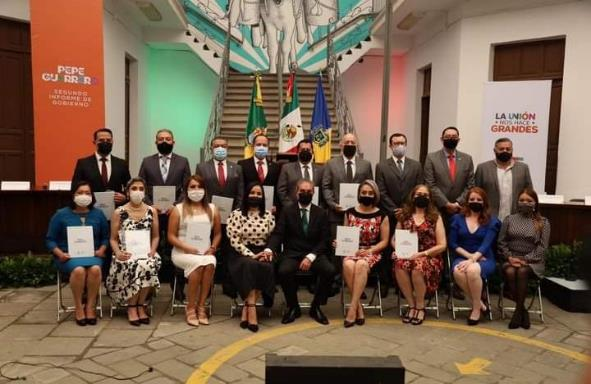 PEPE
GUERRERO
SEGUNDO
INFORME DE
GOBIERNO
LA UNIÓN
NOS HACE
GRANDES